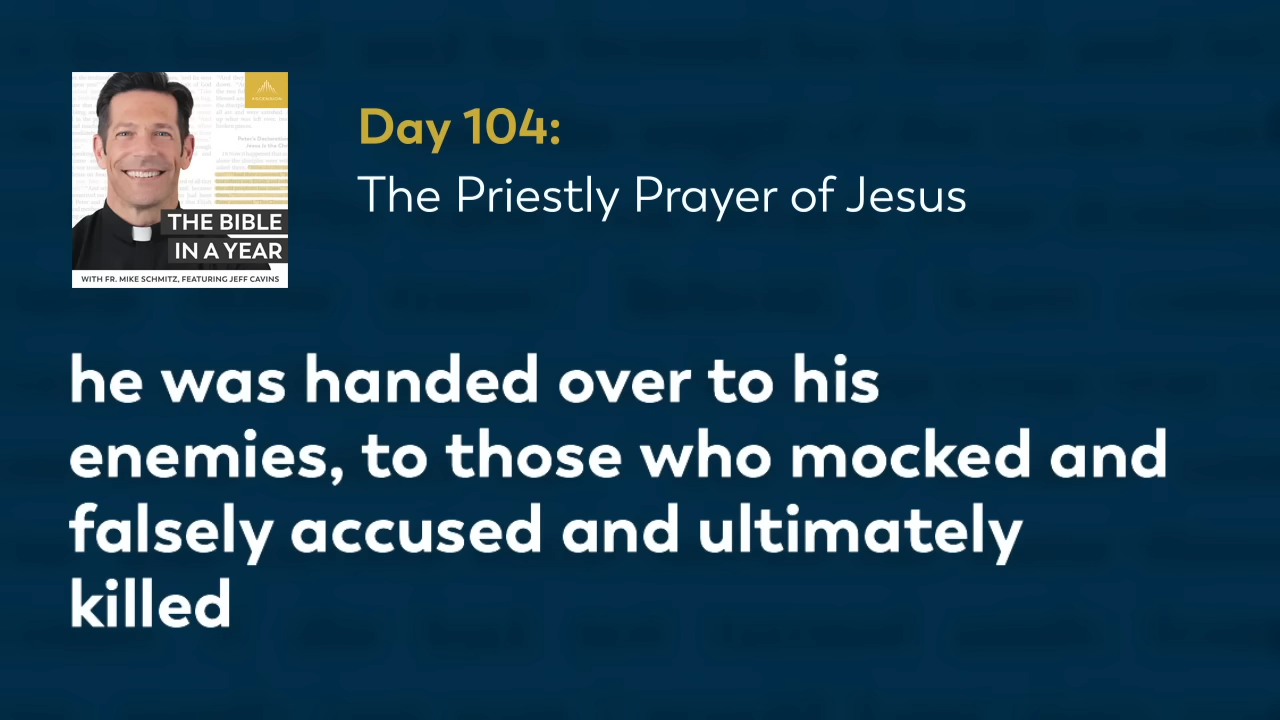 Day 104:
The Priestly Prayer of Jesus
ASCENSION
THE BIBLE
IN A YEAR
WITH FR. MIKE SCHMITZ, FEATURING JEFF CAVINS
he was handed over to his
enemies, to those who mocked and
falsely accused and ultimately
killed